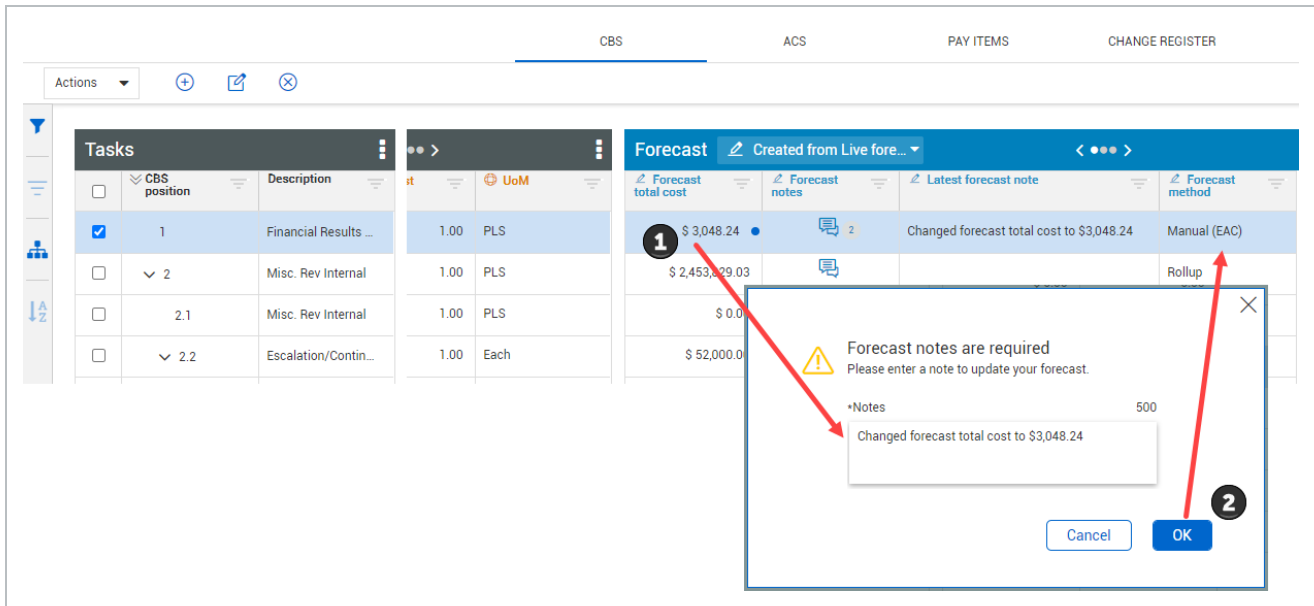 CBS ACS PAY ITEMS CHANGE REGISTER
Actions
Tasks
Forecast Created from Live fore...
CBS position Description st UoM Forecast total cost Forecast notes Latest forecast note Forecast method
1 Financial Results ... 1.00 PLS $ 3,048.24 2 Changed forecast total cost to $3,048.24 Manual (EAC)
1
2 Misc. Rev Internal 1.00 PLS Rollup
2.1 Misc. Rev Internal 1.00 PLS $ 0.0
2.2 Escalation/Contin... 1.00 Each $ 52,000.0
Forecast notes are required
Please enter a note to update your forecast.
*Notes 500
Changed forecast total cost to $3,048.24
2
Cancel OK